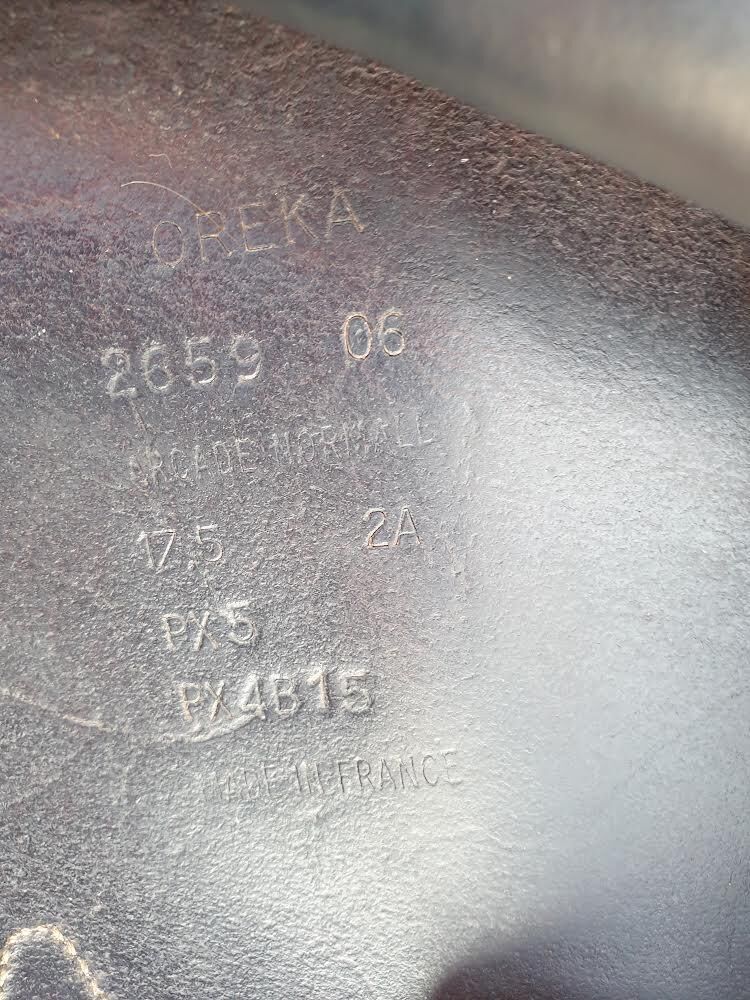 OREKA
2659 06
ARCADE NORMALE
17,5 2A
PX5
PX4B15
MADE IN FRANCE